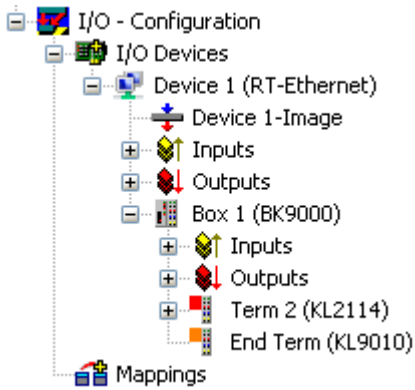 I/O - Configuration
I/O Devices
Device 1 (RT-Ethernet)
Device 1-Image
Inputs
Outputs
Box 1 (BK9000)
Inputs
Outputs
Term 2 (KL2114)
End Term (KL9010)
Mappings